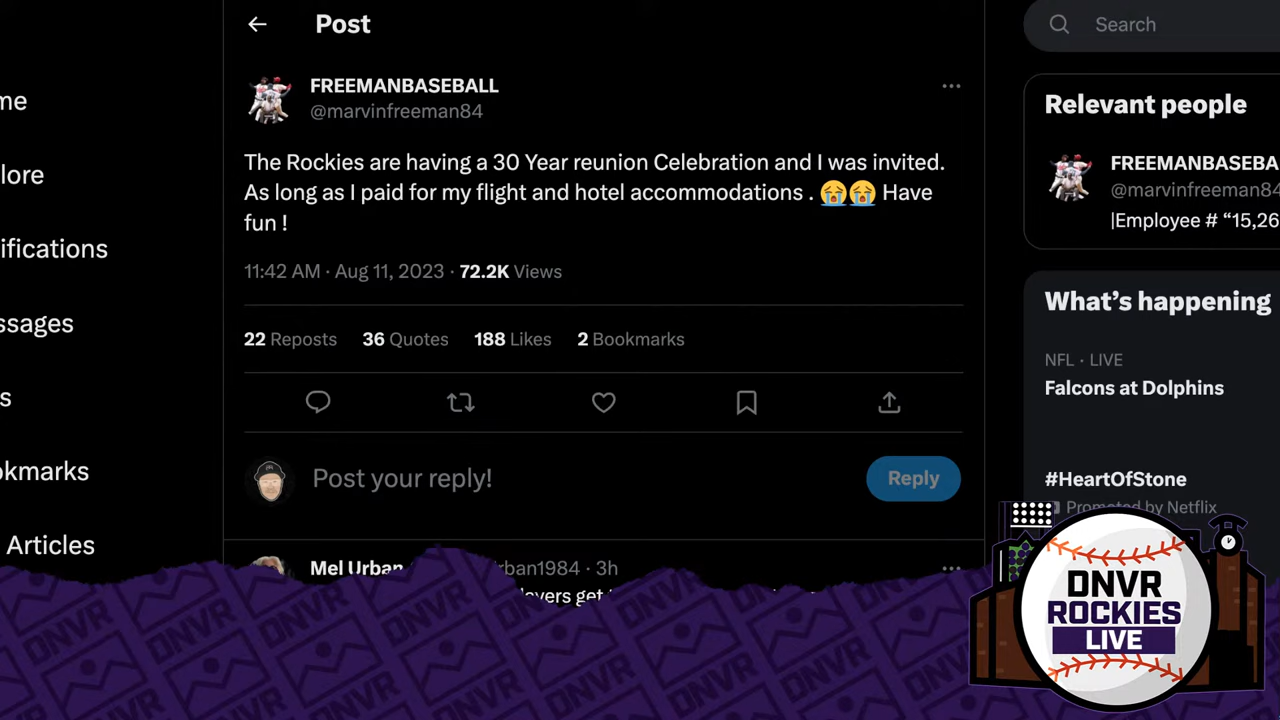 Post
Search
me
lore
ifications
ssages
s
okmarks
Articles
FREEMANBASEBALL
@marvinfreeman84
The Rockies are having a 30 Year reunion Celebration and I was invited.
As long as I paid for my flight and hotel accommodations . 😭😭 Have
fun !
11:42 AM · Aug 11, 2023 · 72.2K Views
22 Reposts 36 Quotes 188 Likes 2 Bookmarks
Post your reply!
Reply
Mel Urban rban1984 · 3h
layers get
Relevant people
FREEMANBASEBA
@marvinfreeman84
|Employee # “15,26
What’s happening
NFL · LIVE
Falcons at Dolphins
#HeartOfStone
Promoted by Netflix
DNVR
ROCKIES
LIVE
DNVR